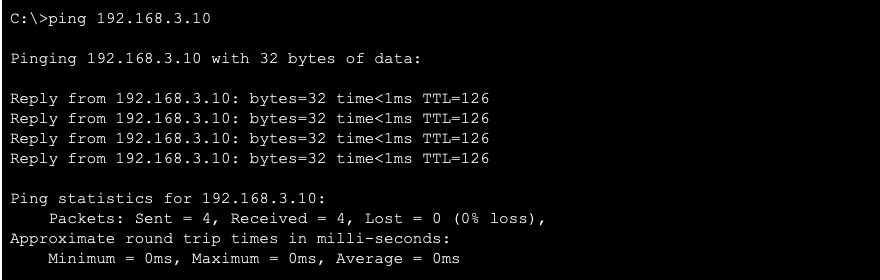 C:\>ping 192.168.3.10
Pinging 192.168.3.10 with 32 bytes of data:
Reply from 192.168.3.10: bytes=32 time<1ms TTL=126
Reply from 192.168.3.10: bytes=32 time<1ms TTL=126
Reply from 192.168.3.10: bytes=32 time<1ms TTL=126
Reply from 192.168.3.10: bytes=32 time<1ms TTL=126
Ping statistics for 192.168.3.10:
    Packets: Sent = 4, Received = 4, Lost = 0 (0% loss),
Approximate round trip times in milli-seconds:
    Minimum = 0ms, Maximum = 0ms, Average = 0ms